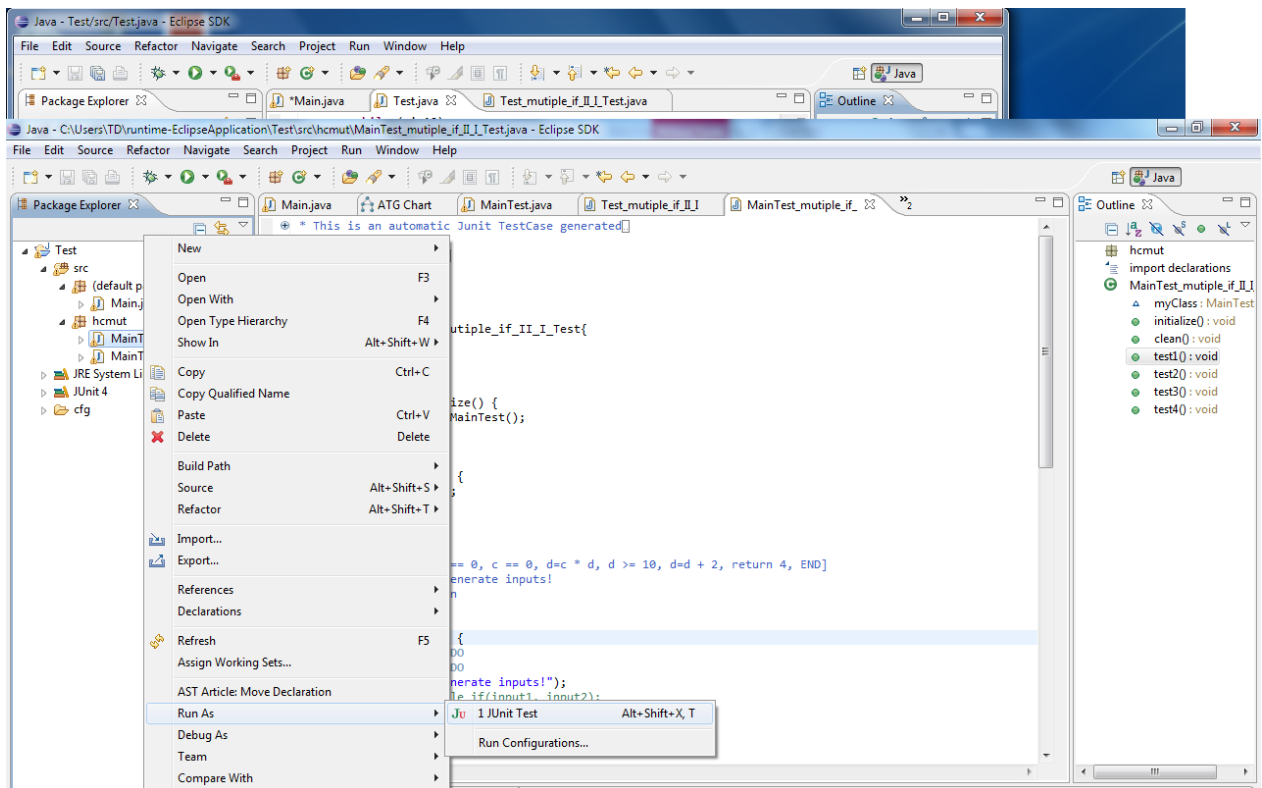 Java - Test/src/Test.java - Eclipse SDK
File Edit Source Refactor Navigate Search Project Run Window Help
Java
Package Explorer
*Main.java Test.java Test_mutiple_if_II_I_Test.java
Outline
Java - C:\Users\TD\runtime-EclipseApplication\Test\src\hcmut\MainTest_mutiple_if_II_I_Test.java - Eclipse SDK
File Edit Source Refactor Navigate Search Project Run Window Help
Java
Package Explorer
Main.java ATG Chart MainTest.java Test_mutiple_if_II_I MainTest_mutiple_if_ »2
Outline
Test
src
(default p
Main.j
hcmut
MainT
MainT
JRE System Li
JUnit 4
cfg
New
Open F3
Open With
Open Type Hierarchy F4
Show In Alt+Shift+W
Copy Ctrl+C
Copy Qualified Name
Paste Ctrl+V
Delete Delete
Build Path
Source Alt+Shift+S
Refactor Alt+Shift+T
Import...
Export...
References
Declarations
Refresh F5
Assign Working Sets...
AST Article: Move Declaration
Run As
Debug As
Team
Compare With
1 JUnit Test Alt+Shift+X, T
Run Configurations...
* This is an automatic Junit TestCase generated
utiple_if_II_I_Test{
ize() {
MainTest();
{
;
== 0, c == 0, d=c * d, d >= 10, d=d + 2, return 4, END]
enerate inputs!
n
{
DO
DO
nerate inputs!");
le if(input1, input2);
hcmut
import declarations
MainTest_mutiple_if_II_I
myClass : MainTest
initialize() : void
clean() : void
test1() : void
test2() : void
test3() : void
test4() : void